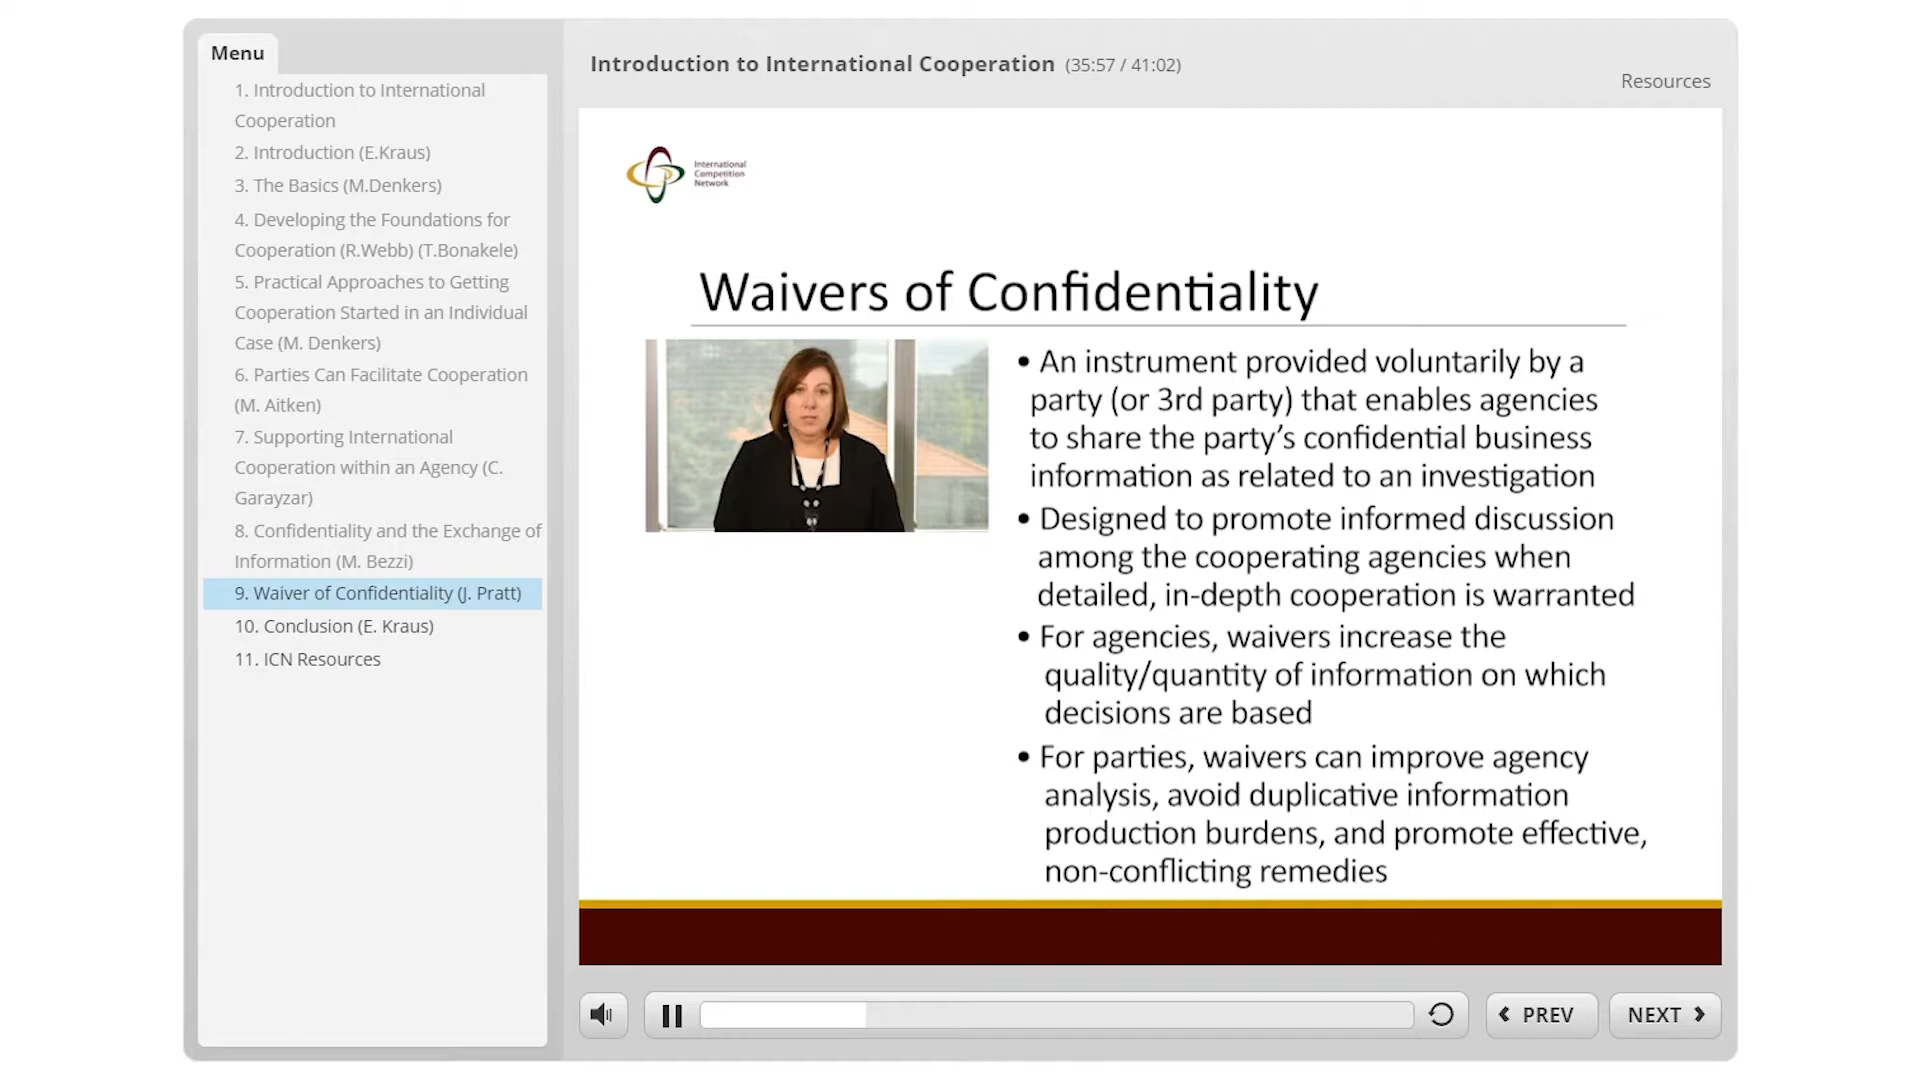 Menu
1. Introduction to International
Cooperation
2. Introduction (E.Kraus)
3. The Basics (M.Denkers)
4. Developing the Foundations for
Cooperation (R.Webb) (T.Bonakele)
5. Practical Approaches to Getting
Cooperation Started in an Individual
Case (M. Denkers)
6. Parties Can Facilitate Cooperation
(M. Aitken)
7. Supporting International
Cooperation within an Agency (C.
Garayzar)
8. Confidentiality and the Exchange of
Information (M. Bezzi)
9. Waiver of Confidentiality (J. Pratt)
10. Conclusion (E. Kraus)
11. ICN Resources
Introduction to International Cooperation (35:57 / 41:02)
Resources
International
Competition
Network
Waivers of Confidentiality
• An instrument provided voluntarily by a
party (or 3rd party) that enables agencies
to share the party’s confidential business
information as related to an investigation
• Designed to promote informed discussion
among the cooperating agencies when
detailed, in-depth cooperation is warranted
• For agencies, waivers increase the
quality/quantity of information on which
decisions are based
• For parties, waivers can improve agency
analysis, avoid duplicative information
production burdens, and promote effective,
non-conflicting remedies
PREV
NEXT